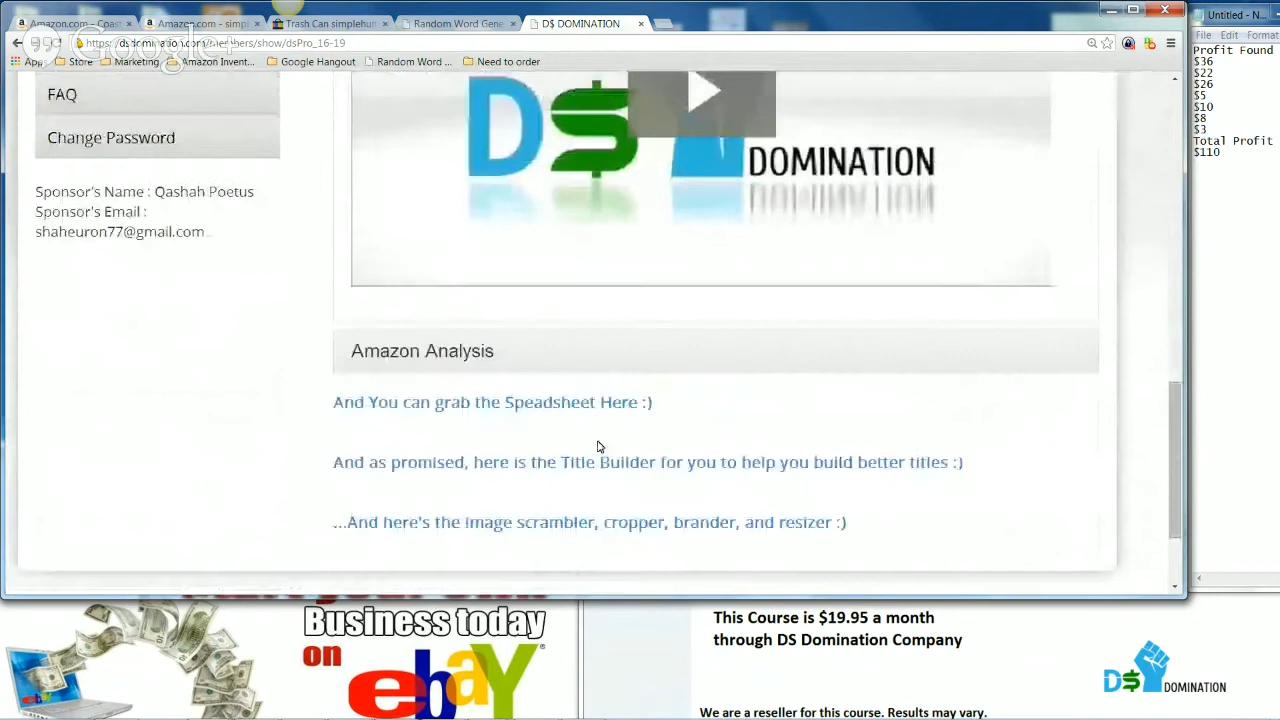 Amazon.com - Coast
Amazon.com - simpl
Trash Can simplehum
Random Word Gene
D$ DOMINATION
Untitled - N...
Google+
File Edit Format
Store
Marketing
Amazon Invent...
Google Hangout
Random Word ...
Need to order
Profit Found
$36
$22
$26
$5
$10
$8
$3
Total Profit
$110
FAQ
Change Password
Sponsor's Name : Qashah Poetus
Sponsor's Email :
shaheuron77@gmail.com
D$ DOMINATION
Amazon Analysis
And You can grab the Speadsheet Here :)
And as promised, here is the Title Builder for you to help you build better titles :)
...And here's the image scrambler, cropper, brander, and resizer :)
Business today
on ebay
This Course is $19.95 a month
through DS Domination Company
D$ DOMINATION
We are a reseller for this course. Results may vary.